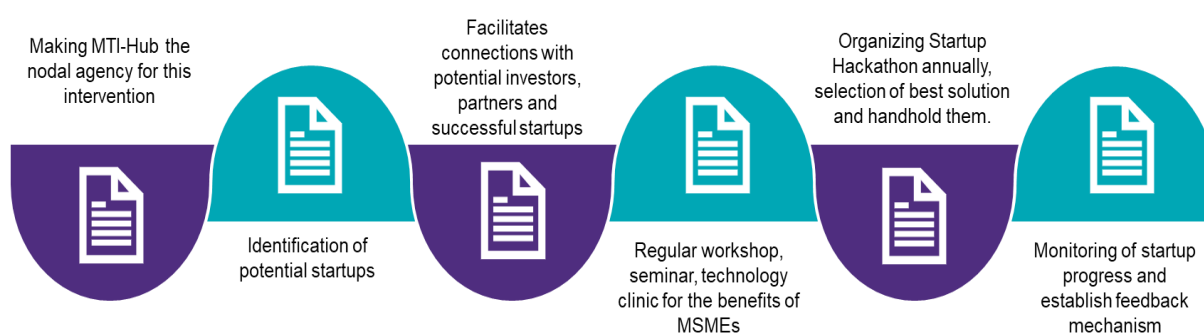 Making MTI-Hub the
nodal agency for this
intervention
Identification of
potential startups
Facilitates
connections with
potential investors,
partners and
successful startups
Regular workshop,
seminar, technology
clinic for the benefits of
MSMEs
Organizing Startup
Hackathon annually,
selection of best solution
and handhold them.
Monitoring of startup
progress and
establish feedback
mechanism